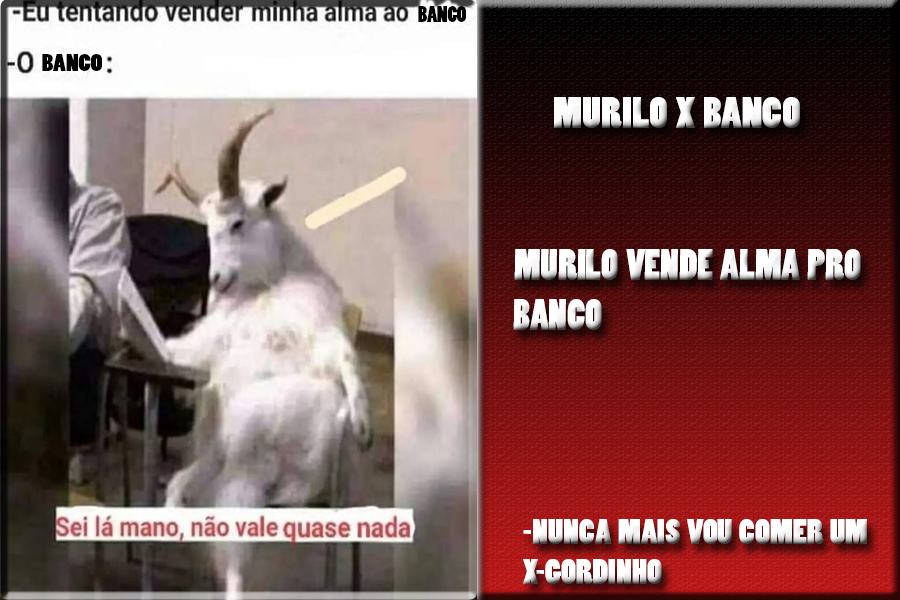 -Eu tentando vender minha alma ao BANCO
-O BANCO:
Sei lá mano, não vale quase nada
MURILO X BANCO
MURILO VENDE ALMA PRO
BANCO
-NUNCA MAIS VOU COMER UM
X-GORDINHO